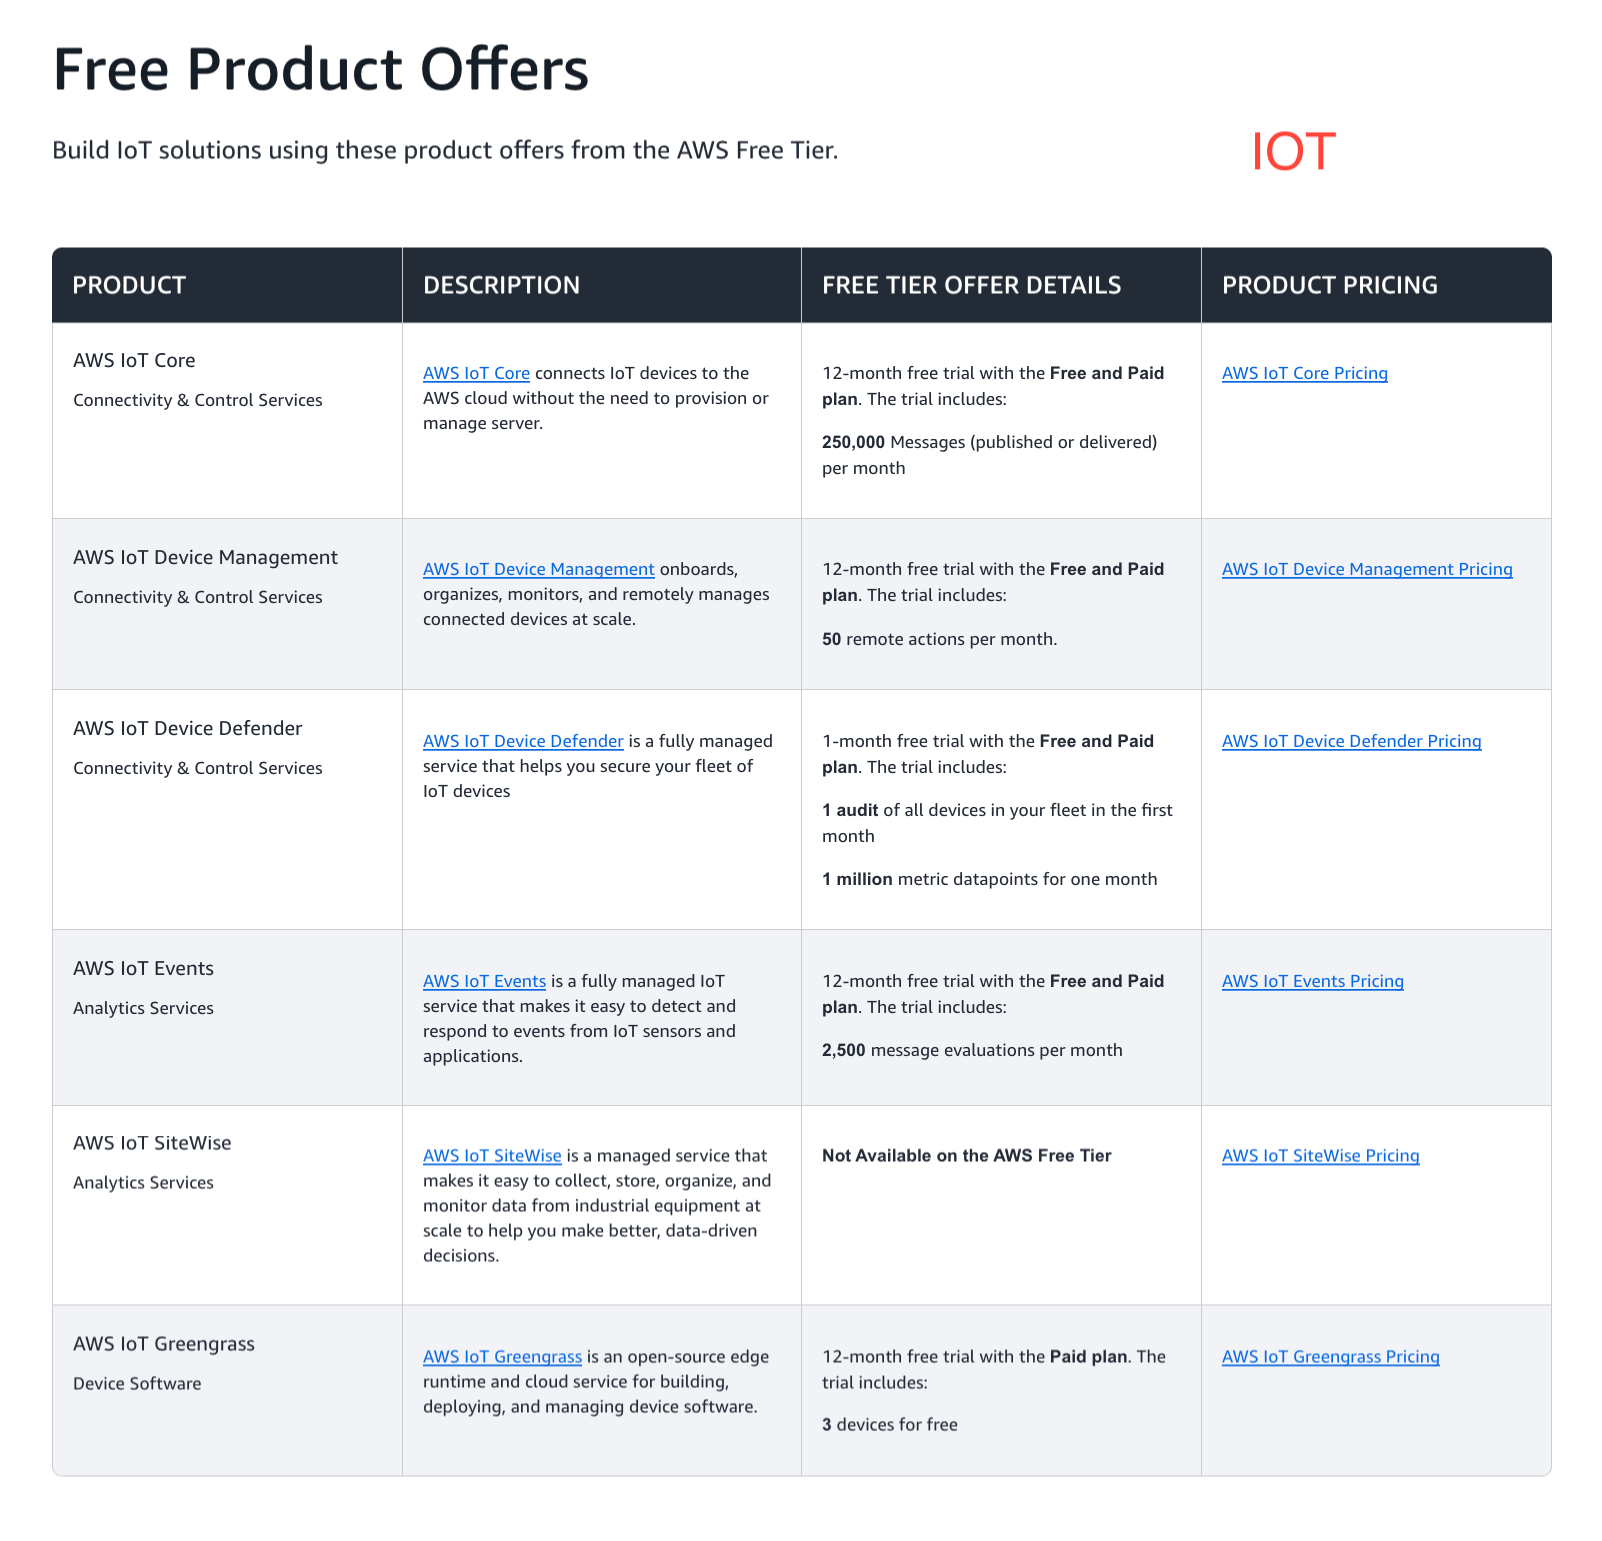 Free Product Offers
Build IoT solutions using these product offers from the AWS Free Tier.
IOT
PRODUCT
DESCRIPTION
FREE TIER OFFER DETAILS
PRODUCT PRICING
AWS IoT Core
Connectivity & Control Services
AWS IoT Core connects IoT devices to the
AWS cloud without the need to provision or
manage server.
12-month free trial with the Free and Paid
plan. The trial includes:
250,000 Messages (published or delivered)
per month
AWS IoT Core Pricing
AWS IoT Device Management
Connectivity & Control Services
AWS IoT Device Management onboards,
organizes, monitors, and remotely manages
connected devices at scale.
12-month free trial with the Free and Paid
plan. The trial includes:
50 remote actions per month.
AWS IoT Device Management Pricing
AWS IoT Device Defender
Connectivity & Control Services
AWS IoT Device Defender is a fully managed
service that helps you secure your fleet of
IoT devices
1-month free trial with the Free and Paid
plan. The trial includes:
1 audit of all devices in your fleet in the first
month
1 million metric datapoints for one month
AWS IoT Device Defender Pricing
AWS IoT Events
Analytics Services
AWS IoT Events is a fully managed IoT
service that makes it easy to detect and
respond to events from IoT sensors and
applications.
12-month free trial with the Free and Paid
plan. The trial includes:
2,500 message evaluations per month
AWS IoT Events Pricing
AWS IoT SiteWise
Analytics Services
AWS IoT SiteWise is a managed service that
makes it easy to collect, store, organize, and
monitor data from industrial equipment at
scale to help you make better, data-driven
decisions.
Not Available on the AWS Free Tier
AWS IoT SiteWise Pricing
AWS IoT Greengrass
Device Software
AWS IoT Greengrass is an open-source edge
runtime and cloud service for building,
deploying, and managing device software.
12-month free trial with the Paid plan. The
trial includes:
3 devices for free
AWS IoT Greengrass Pricing